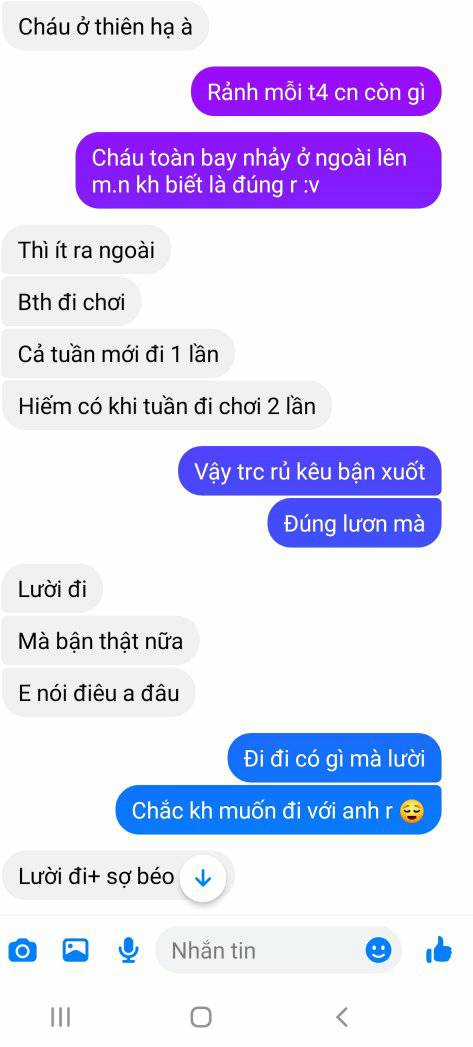 Cháu ở thiên hạ à
Rảnh mỗi t4 cn còn gì
Cháu toàn bay nhảy ở ngoài lên
m.n kh biết là đúng r :v
Thì ít ra ngoài
Bth đi chơi
Cả tuần mới đi 1 lần
Hiếm có khi tuần đi chơi 2 lần
Vậy trc rủ kêu bận xuốt
Đúng lươn mà
Lười đi
Mà bận thật nữa
E nói điêu a đâu
Đi đi có gì mà lười
Chắc kh muốn đi với anh r 😌
Lười đi+ sợ béo
Nhắn tin